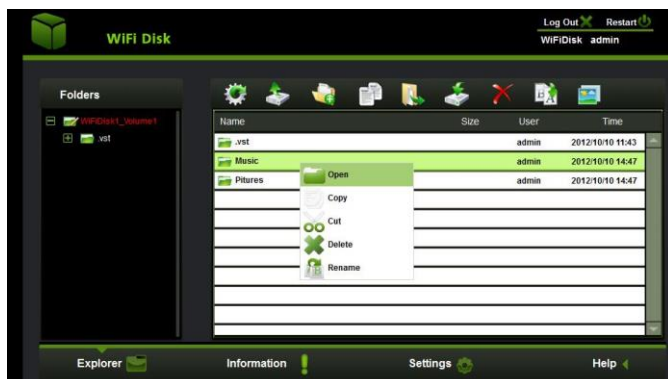 Log Out Restart
WiFi Disk
WiFiDisk admin
Folders
WiFiDisk1_Volume1
.vst
Name Size User Time
.vst admin 2012/10/10 11:43
Music admin 2012/10/10 14:47
Pitures admin 2012/10/10 14:47
Open
Copy
Cut
Delete
Rename
Explorer Information Settings Help